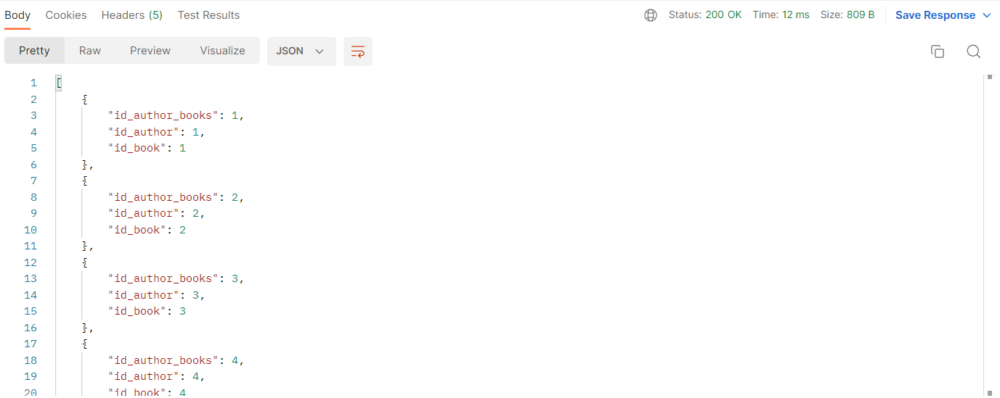 Body Cookies Headers (5) Test Results Status: 200 OK Time: 12 ms Size: 809 B Save Response
Pretty Raw Preview Visualize JSON
1 [
2 {
3 "id_author_books": 1,
4 "id_author": 1,
5 "id_book": 1
6 },
7 {
8 "id_author_books": 2,
9 "id_author": 2,
10 "id_book": 2
11 },
12 {
13 "id_author_books": 3,
14 "id_author": 3,
15 "id_book": 3
16 },
17 {
18 "id_author_books": 4,
19 "id_author": 4,
20 "id_book": 4